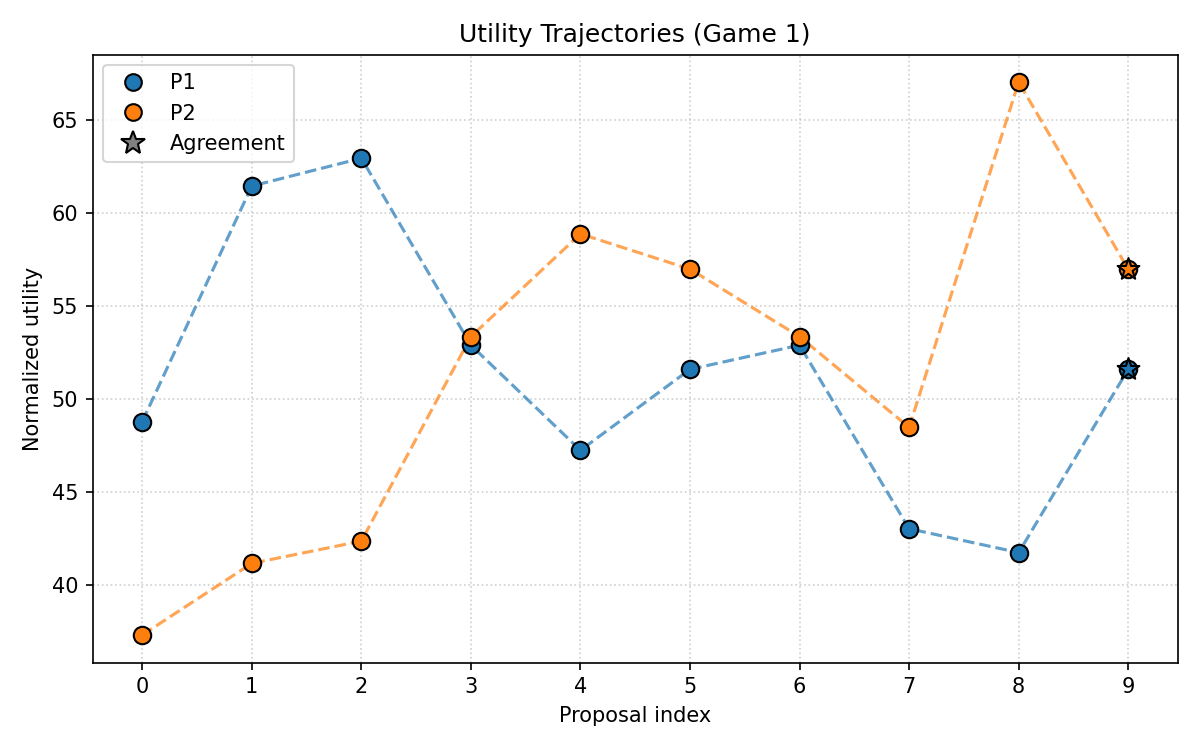 Utility Trajectories (Game 1)
P1
P2
Agreement
Normalized utility
65
60
55
50
45
40
0 1 2 3 4 5 6 7 8 9
Proposal index